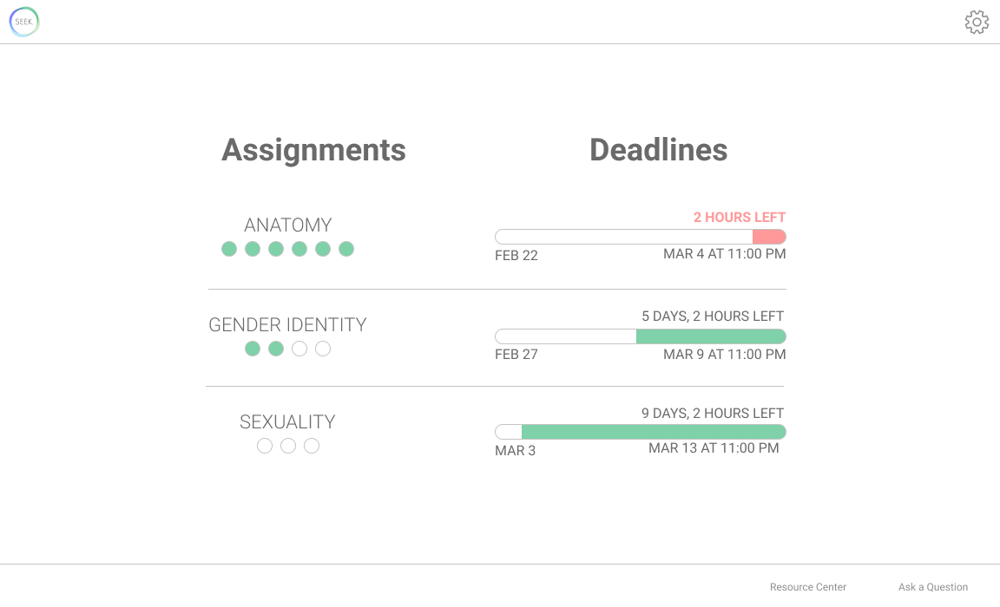 SEEK.
Assignments
Deadlines
ANATOMY
2 HOURS LEFT
FEB 22
MAR 4 AT 11:00 PM
GENDER IDENTITY
5 DAYS, 2 HOURS LEFT
FEB 27
MAR 9 AT 11:00 PM
SEXUALITY
9 DAYS, 2 HOURS LEFT
MAR 3
MAR 13 AT 11:00 PM
Resource Center
Ask a Question